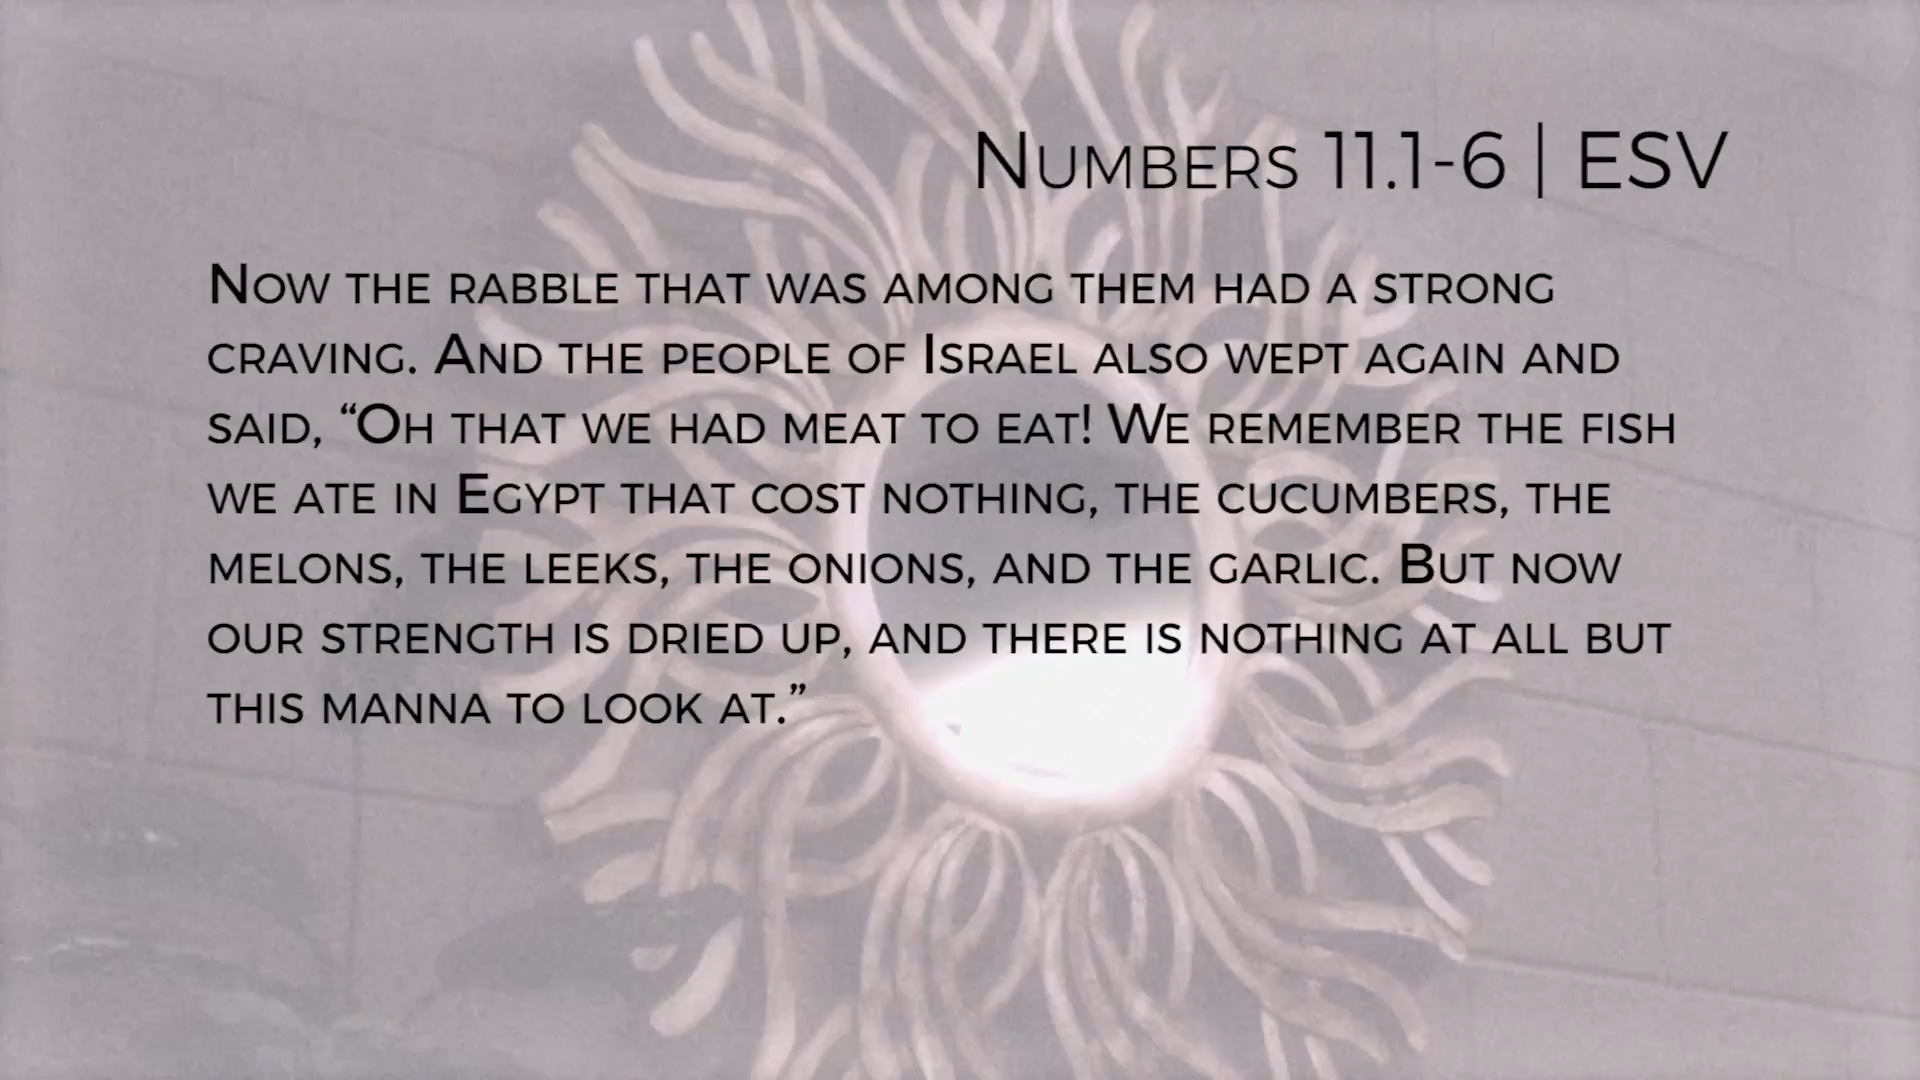 Numbers 11.1-6 | ESV
Now the rabble that was among them had a strong
craving. And the people of Israel also wept again and
said, “Oh that we had meat to eat! We remember the fish
we ate in Egypt that cost nothing, the cucumbers, the
melons, the leeks, the onions, and the garlic. But now
our strength is dried up, and there is nothing at all but
this manna to look at.”